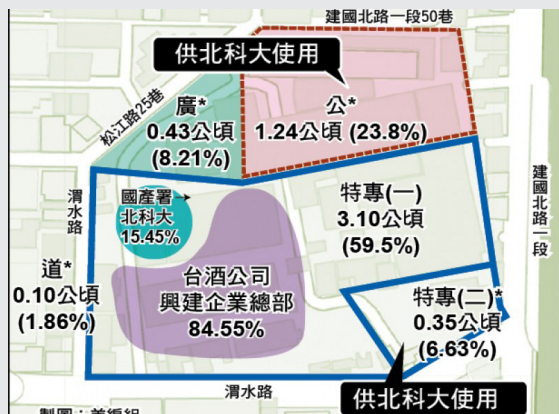 建國北路一段50巷
供北科大使用
松江路25巷
廣*
0.43公頃
(8.21%)
公*
1.24公頃 (23.8%)
渭水路
國產署→
北科大
15.45%
特專(一)
3.10公頃
(59.5%)
建國北路一段
道*
0.10公頃
(1.86%)
台酒公司
興建企業總部
84.55%
特專(二)*
0.35公頃
(6.63%)
渭水路
供北科大使用
製圖：美編組